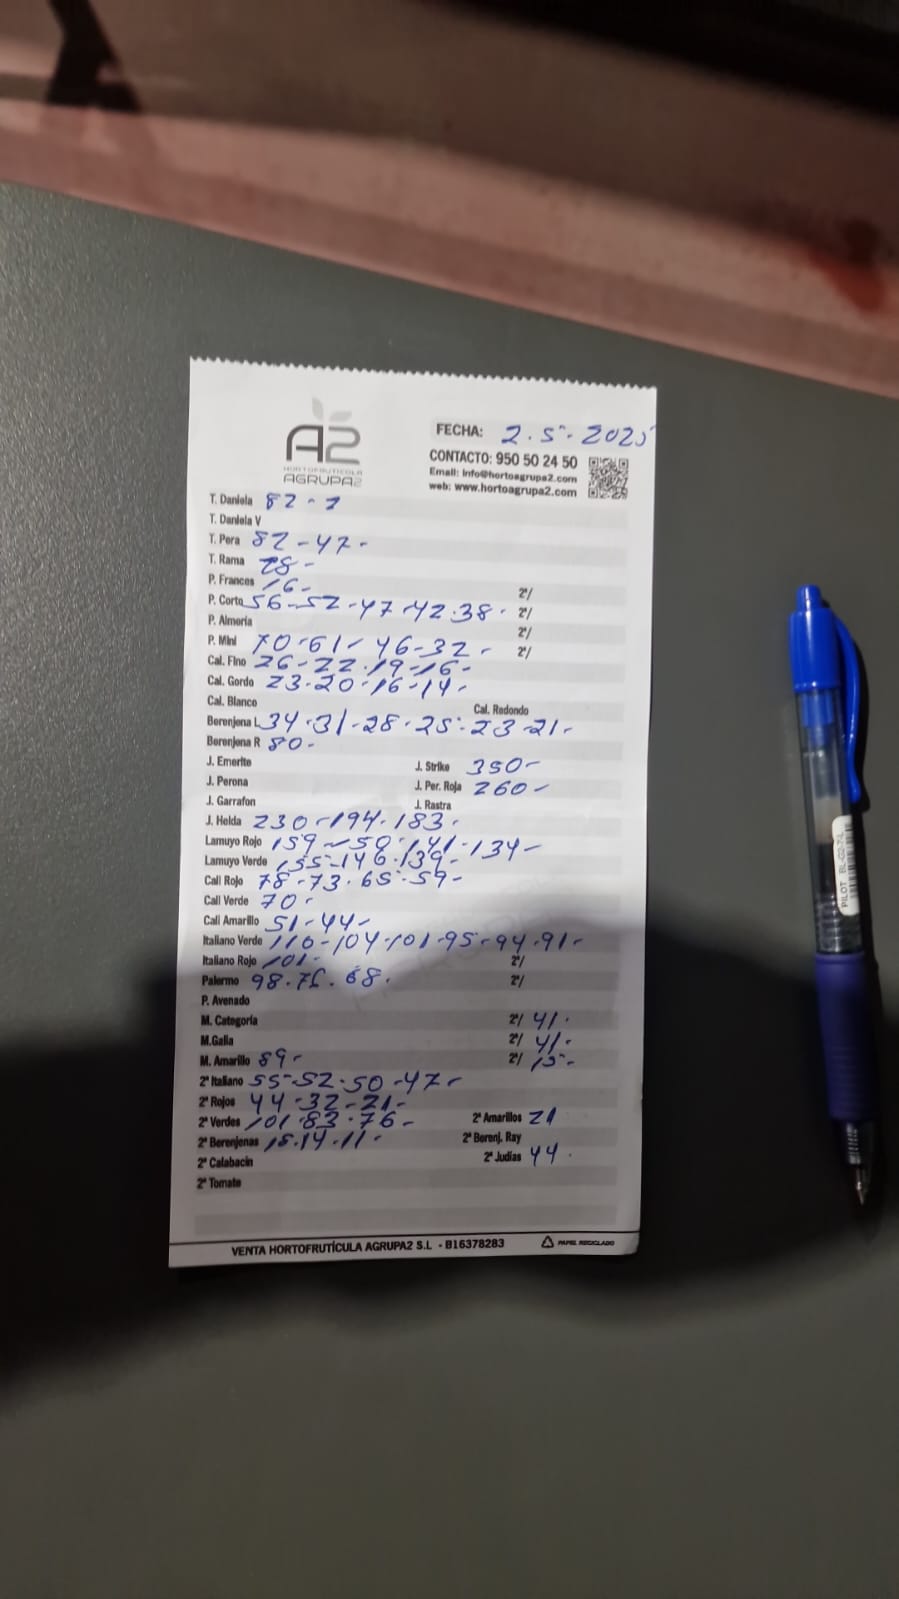 A2
HORTOFRUTÍCOLA
AGRUPA2
FECHA: 2.5-2025
CONTACTO: 950 50 24 50
Email: info@hortoagrupa2.com
web: www.hortoagrupa2.com
T. Daniela 82-
T. Daniela V
T. Pera 82-47-
T. Rama
P. Frances 16- 2ª/
P. Corto 56-52-47-42.38- 2ª/
P. Almeria 2ª/
P. Mini 70-61-46-32- 2ª/
Cal. Fino 26-22.19-16-
Cal. Gordo 23-20-16-14-
Cal. Blanco Cal. Redondo
Berenjena L 34-31-28-25-23-21-
Berenjena R 80-
J. Emerite J. Strike 350-
J. Perona J. Per. Roja 260-
J. Garrafon J. Rastra
J. Helda 230-194-183-
Lamuyo Rojo 159-50-141-134-
Lamuyo Verde 155-146-139-
Cali Rojo 78-73-65-59-
Cali Verde 70-
Cali Amarillo 51-44-
Italiano Verde 110-104-101-95-94-91-
Italiano Rojo 101- 2ª/
Palermo 98-75-68- 2ª/
P. Avenado
M. Categoría 2ª/ 41-
M.Galia 2ª/ 41-
M. Amarillo 89- 2ª/ 15-
2ª Italiano 55-52-50-47-
2ª Rojos 44-32-21-
2ª Verdes 101-83-76- 2ª Amarillos 21
2ª Berenjenas 15-14-11- 2ª Berenj. Ray
2ª Calabacin 2ª Judías 44-
2ª Tomate
VENTA HORTOFRUTÍCULA AGRUPA2 S.L - B16378283 PAPEL RECICLADO
PILOT